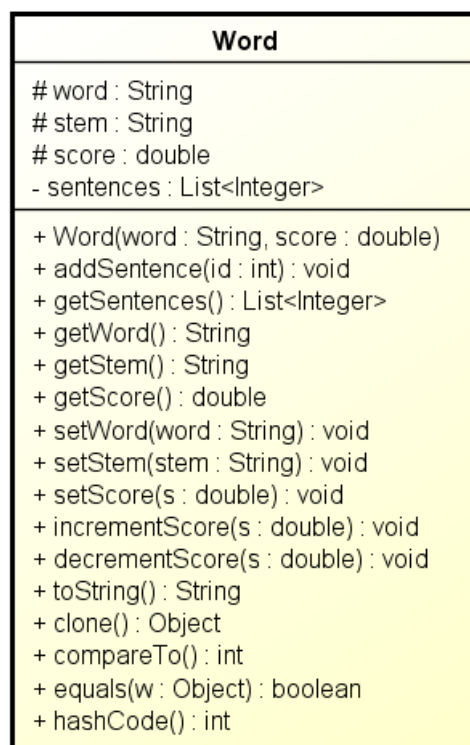 Word
# word : String
# stem : String
# score : double
- sentences : List<Integer>
+ Word(word : String, score : double)
+ addSentence(id : int) : void
+ getSentences() : List<Integer>
+ getWord() : String
+ getStem() : String
+ getScore() : double
+ setWord(word : String) : void
+ setStem(stem : String) : void
+ setScore(s : double) : void
+ incrementScore(s : double) : void
+ decrementScore(s : double) : void
+ toString() : String
+ clone() : Object
+ compareTo() : int
+ equals(w : Object) : boolean
+ hashCode() : int